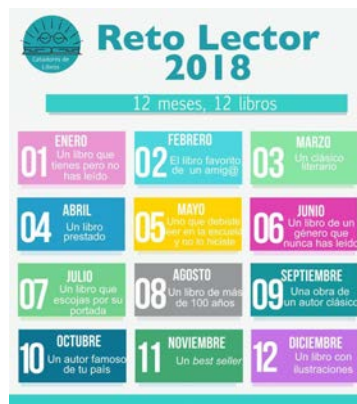 Catadores de
Libros
Reto Lector
2018
12 meses, 12 libros
01
ENERO
Un libro que
tienes pero no
has leído
02
FEBRERO
El libro favorito
de un amig@
03
MARZO
Un clásico
literario
04
ABRIL
Un libro
prestado
05
MAYO
Uno que debiste
leer en la escuela
y no lo hiciste
06
JUNIO
Un libro de un
género que
nunca has leído
07
JULIO
Un libro que
escojas por su
portada
08
AGOSTO
Un libro de más
de 100 años
09
SEPTIEMBRE
Una obra de
un autor clásico
10
OCTUBRE
Un autor famoso
de tu país
11
NOVIEMBRE
Un best seller
12
DICIEMBRE
Un libro con
ilustraciones